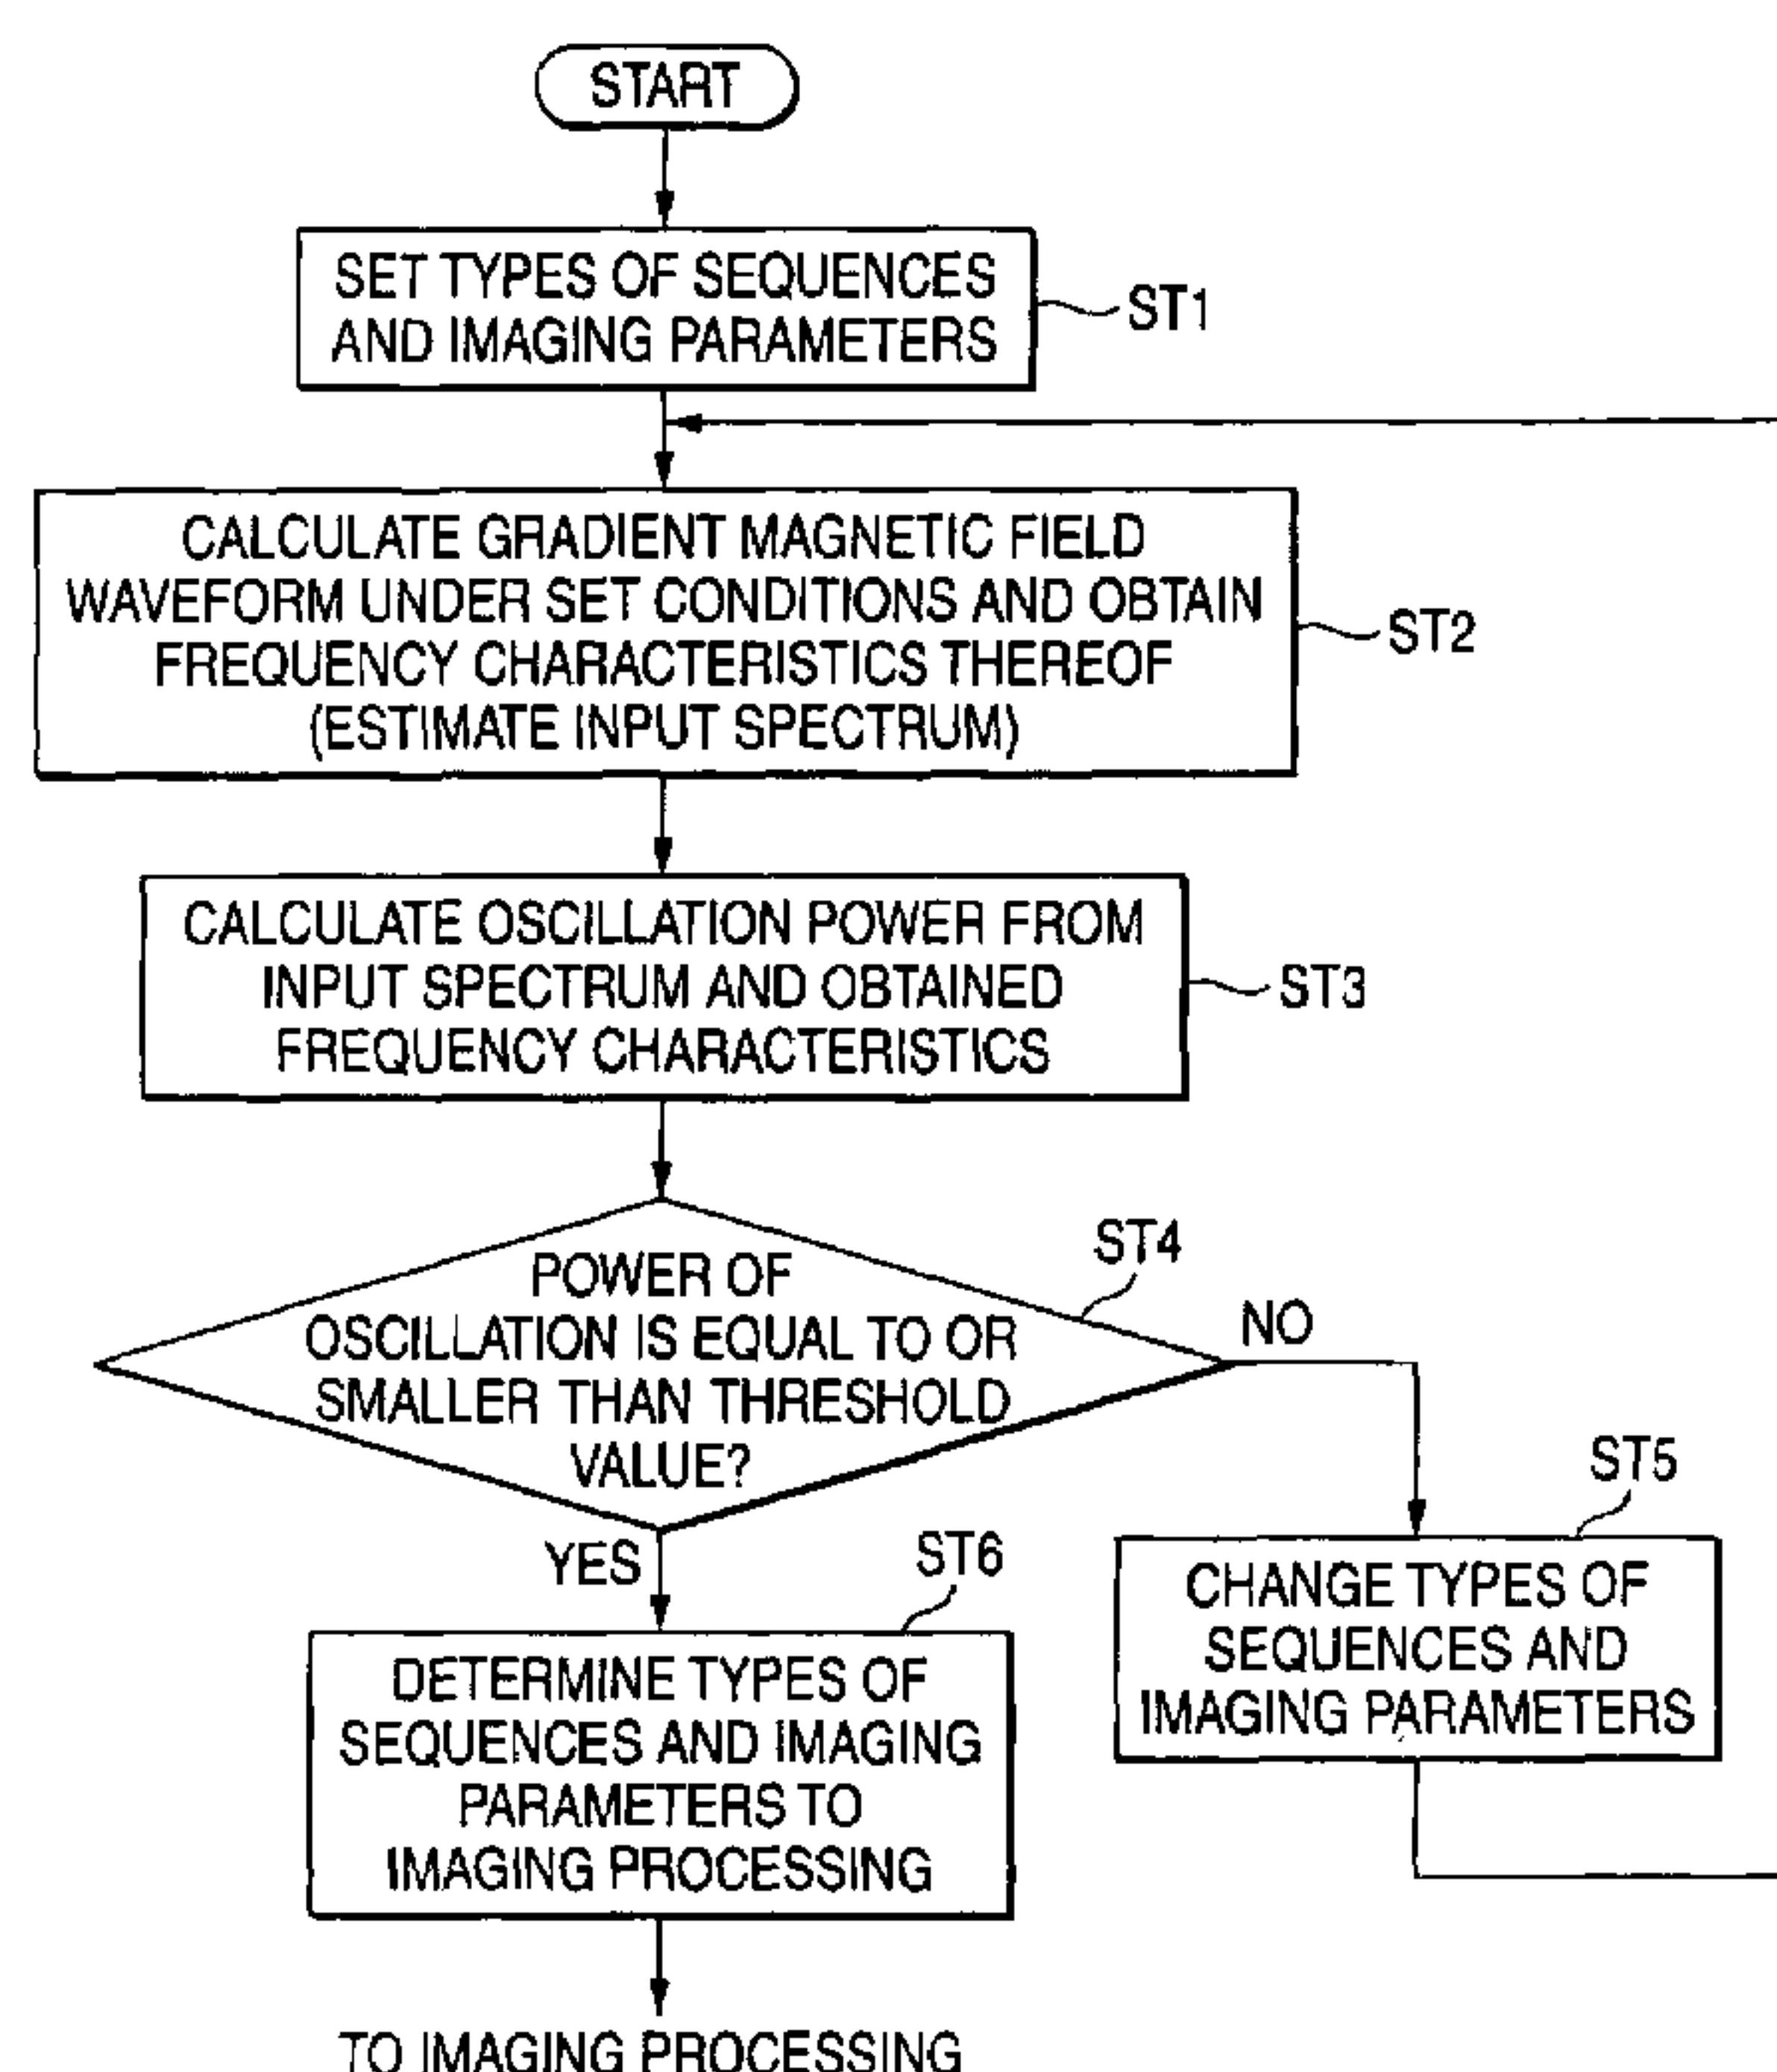 START
SET TYPES OF SEQUENCES
AND IMAGING PARAMETERS
ST1
CALCULATE GRADIENT MAGNETIC FIELD
WAVEFORM UNDER SET CONDITIONS AND OBTAIN
FREQUENCY CHARACTERISTICS THEREOF
(ESTIMATE INPUT SPECTRUM)
ST2
CALCULATE OSCILLATION POWER FROM
INPUT SPECTRUM AND OBTAINED
FREQUENCY CHARACTERISTICS
ST3
POWER OF
OSCILLATION IS EQUAL TO OR
SMALLER THAN THRESHOLD
VALUE?
ST4
NO
YES
ST5
CHANGE TYPES OF
SEQUENCES AND
IMAGING PARAMETERS
ST6
DETERMINE TYPES OF
SEQUENCES AND IMAGING
PARAMETERS TO
IMAGING PROCESSING
TO IMAGING PROCESSING